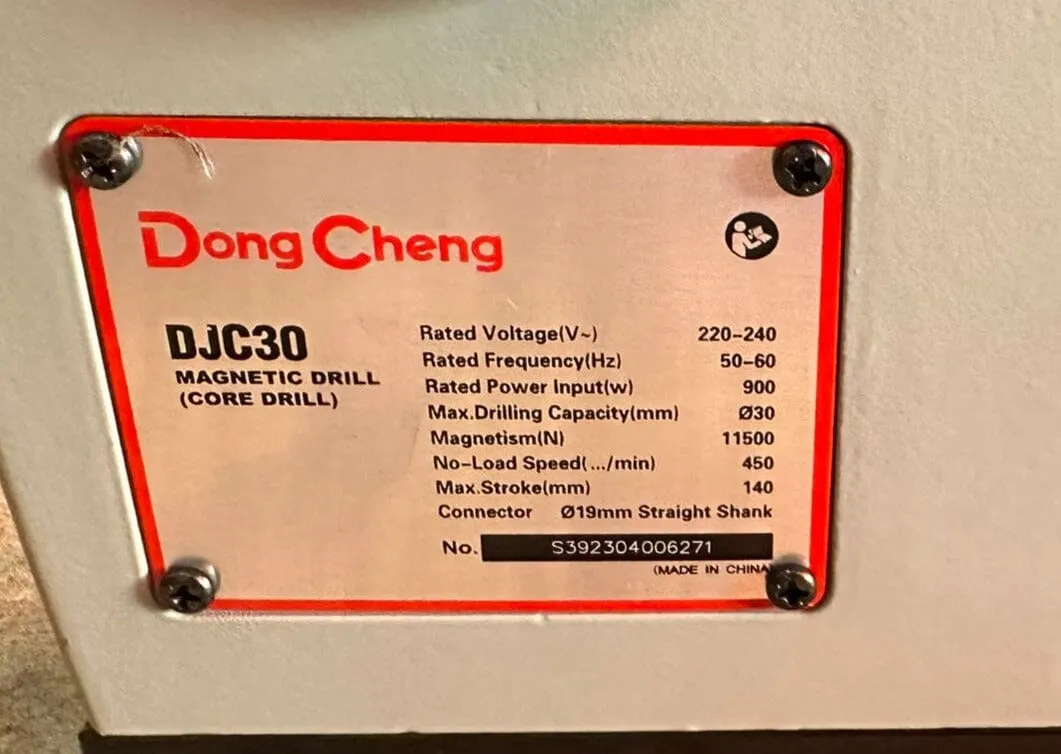 DongCheng
DJC30
MAGNETIC DRILL
(CORE DRILL)
Rated Voltage(V~) 220-240
Rated Frequency(Hz) 50-60
Rated Power Input(w) 900
Max.Drilling Capacity(mm) Ø30
Magnetism(N) 11500
No-Load Speed(.../min) 450
Max.Stroke(mm) 140
Connector Ø19mm Straight Shank
No. S392304006271
(MADE IN CHINA